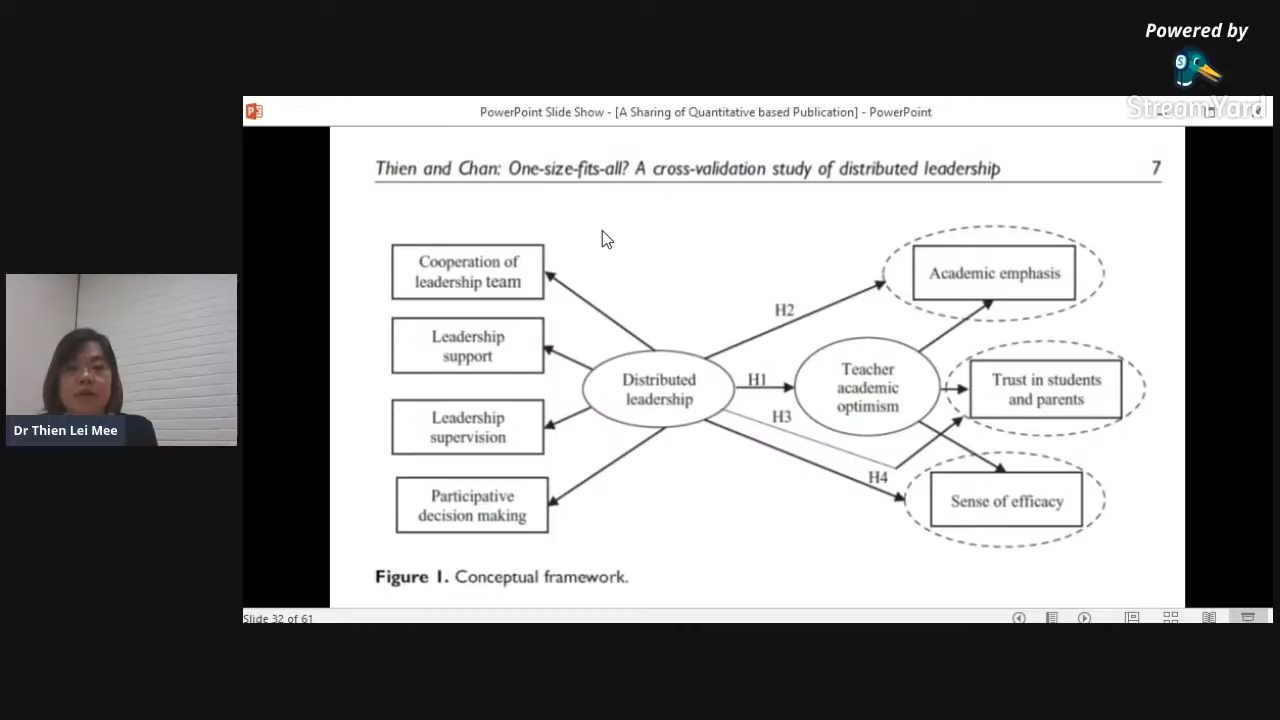 Powered by
StreamYard
PowerPoint Slide Show - [A Sharing of Quantitative based Publication] - PowerPoint
Thien and Chan: One-size-fits-all? A cross-validation study of distributed leadership 7
Cooperation of
leadership team
Leadership
support
Leadership
supervision
Participative
decision making
Distributed
leadership
H2
H1
H3
H4
Teacher
academic
optimism
Academic emphasis
Trust in students
and parents
Sense of efficacy
Figure 1. Conceptual framework.
Dr Thien Lei Mee
Slide 32 of 61